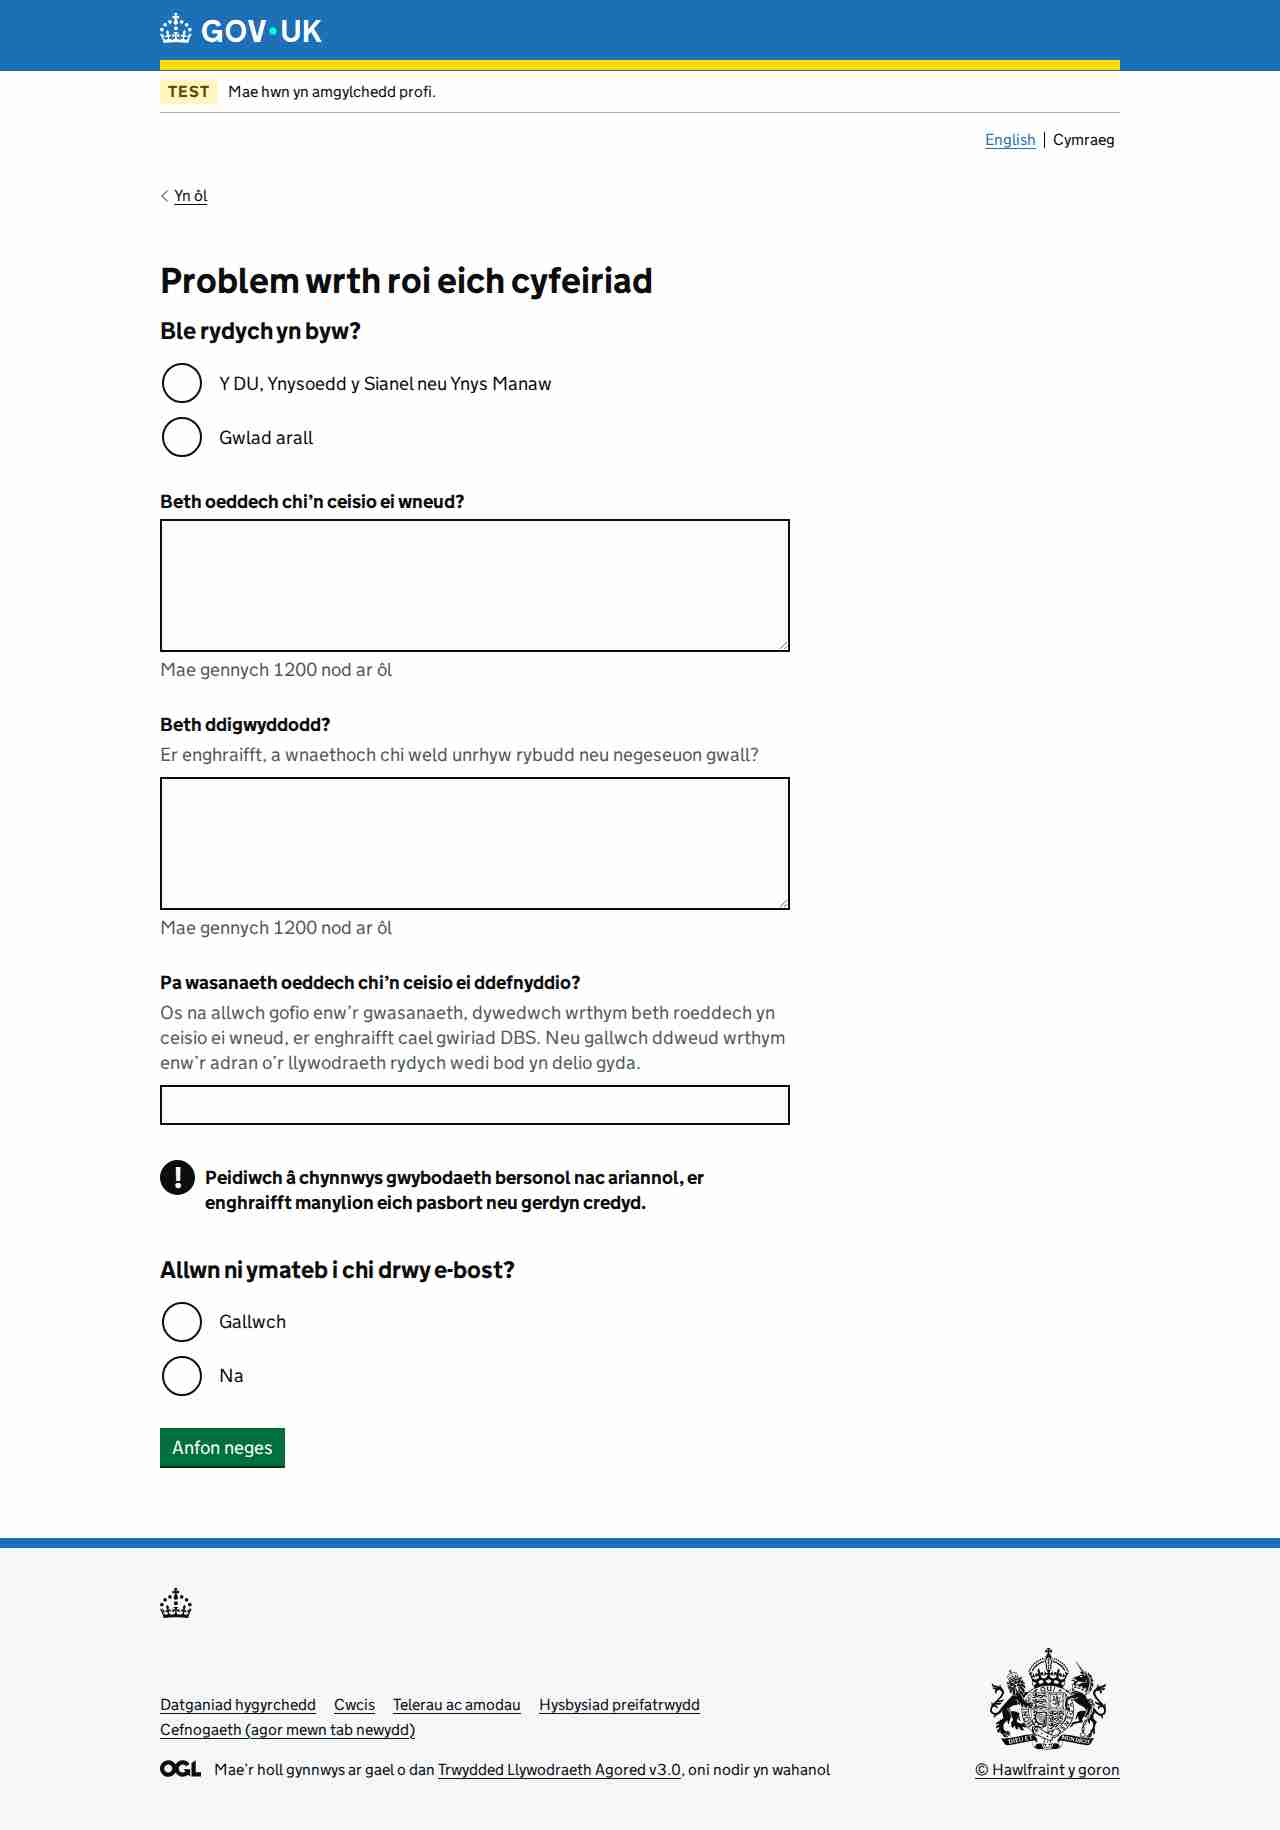 GOV·UK
TEST Mae hwn yn amgylchedd profi.
English | Cymraeg
Yn ôl
Problem wrth roi eich cyfeiriad
Ble rydych yn byw?
Y DU, Ynysoedd y Sianel neu Ynys Manaw
Gwlad arall
Beth oeddech chi’n ceisio ei wneud?
Mae gennych 1200 nod ar ôl
Beth ddigwyddodd?
Er enghraifft, a wnaethoch chi weld unrhyw rybudd neu negeseuon gwall?
Mae gennych 1200 nod ar ôl
Pa wasanaeth oeddech chi’n ceisio ei ddefnyddio?
Os na allwch gofio enw’r gwasanaeth, dywedwch wrthym beth roeddech yn
ceisio ei wneud, er enghraifft cael gwiriad DBS. Neu gallwch ddweud wrthym
enw’r adran o’r llywodraeth rydych wedi bod yn delio gyda.
! Peidiwch â chynnwys gwybodaeth bersonol nac ariannol, er
enghraifft manylion eich pasbort neu gerdyn credyd.
Allwn ni ymateb i chi drwy e-bost?
Gallwch
Na
Anfon neges
Datganiad hygyrchedd Cwcis Telerau ac amodau Hysbysiad preifatrwydd
Cefnogaeth (agor mewn tab newydd)
OGL Mae’r holl gynnwys ar gael o dan Trwydded Llywodraeth Agored v3.0, oni nodir yn wahanol
© Hawlfraint y goron